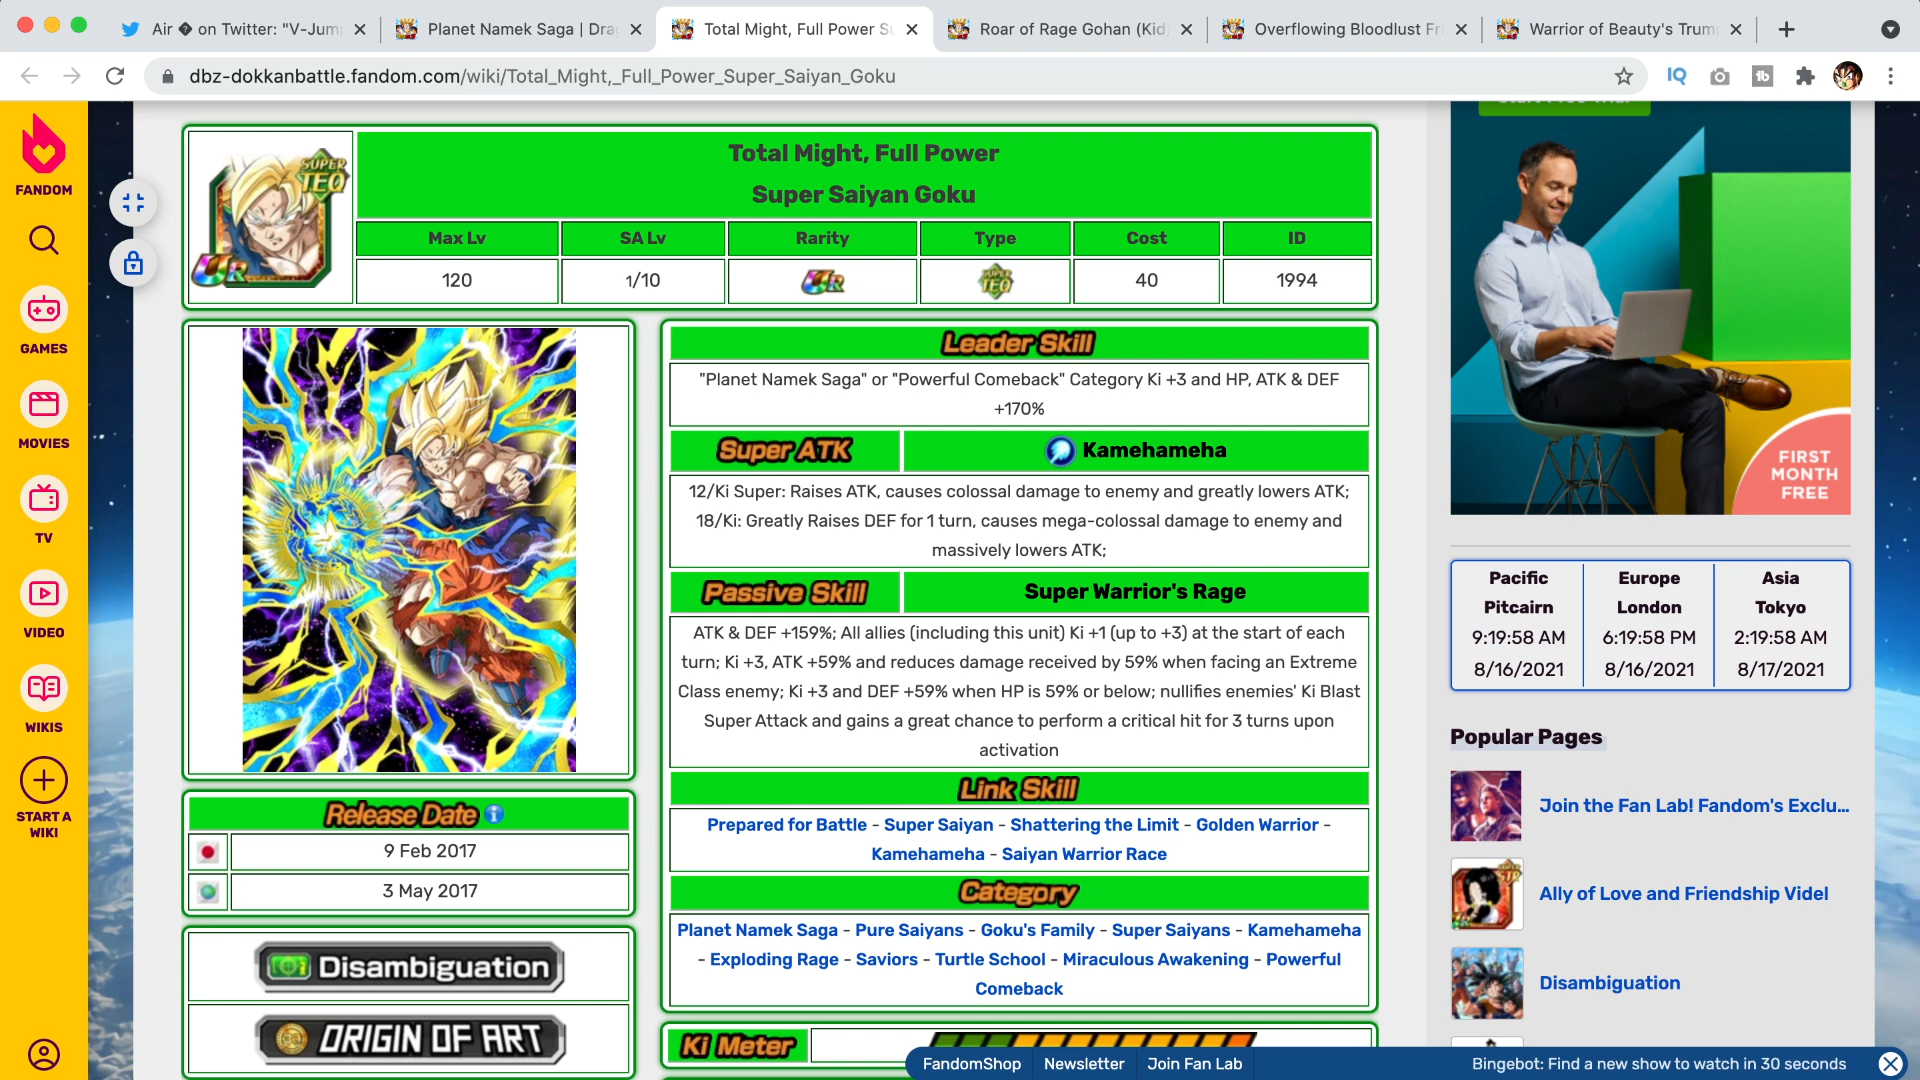 Air � on Twitter: "V-Jum
Planet Namek Saga | Dra
Total Might, Full Power S
Roar of Rage Gohan (Kid
Overflowing Bloodlust Fri
Warrior of Beauty's Trum
dbz-dokkanbattle.fandom.com/wiki/Total_Might,_Full_Power_Super_Saiyan_Goku
IQ
tb
FANDOM
GAMES
MOVIES
TV
VIDEO
WIKIS
START A
WIKI
SUPER
TEQ
UR
Total Might, Full Power
Super Saiyan Goku
Max Lv
SA Lv
Rarity
Type
Cost
ID
120
1/10
UR
SUPER
TEQ
40
1994
Leader Skill
"Planet Namek Saga" or "Powerful Comeback" Category Ki +3 and HP, ATK & DEF
+170%
Super ATK
Kamehameha
12/Ki Super: Raises ATK, causes colossal damage to enemy and greatly lowers ATK;
18/Ki: Greatly Raises DEF for 1 turn, causes mega-colossal damage to enemy and
massively lowers ATK;
Passive Skill
Super Warrior's Rage
ATK & DEF +159%; All allies (including this unit) Ki +1 (up to +3) at the start of each
turn; Ki +3, ATK +59% and reduces damage received by 59% when facing an Extreme
Class enemy; Ki +3 and DEF +59% when HP is 59% or below; nullifies enemies' Ki Blast
Super Attack and gains a great chance to perform a critical hit for 3 turns upon
activation
Link Skill
Prepared for Battle - Super Saiyan - Shattering the Limit - Golden Warrior -
Kamehameha - Saiyan Warrior Race
Category
Planet Namek Saga - Pure Saiyans - Goku's Family - Super Saiyans - Kamehameha
- Exploding Rage - Saviors - Turtle School - Miraculous Awakening - Powerful
Comeback
Ki Meter
Release Date
9 Feb 2017
3 May 2017
Disambiguation
ORIGIN OF ART
FIRST
MONTH
FREE
Pacific
Pitcairn
9:19:58 AM
8/16/2021
Europe
London
6:19:58 PM
8/16/2021
Asia
Tokyo
2:19:58 AM
8/17/2021
Popular Pages
Join the Fan Lab! Fandom's Exclu...
Ally of Love and Friendship Videl
Disambiguation
FandomShop
Newsletter
Join Fan Lab
Bingebot: Find a new show to watch in 30 seconds